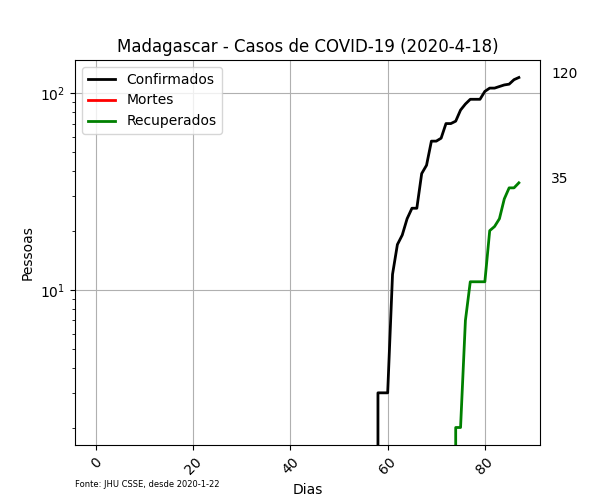 Madagascar - Casos de COVID-19 (2020-4-18)
Confirmados
Mortes
Recuperados
120
35
10²
10¹
Pessoas
0 20 40 60 80
Dias
Fonte: JHU CSSE, desde 2020-1-22